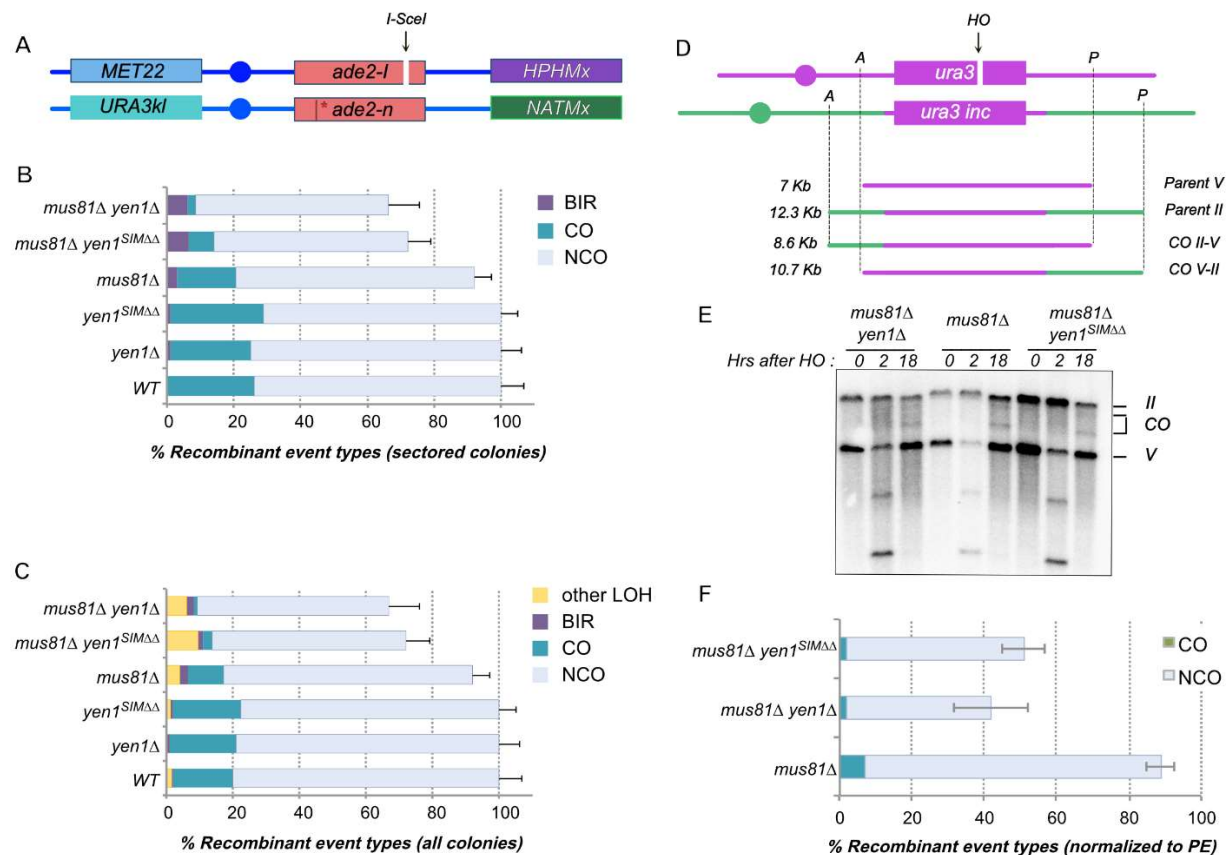 A
I-SceI
MET22 ade2-I HPHMx
URA3kl * ade2-n NATMx
B
mus81Δ yen1Δ
mus81Δ yen1SIMΔΔ
mus81Δ
yen1SIMΔΔ
yen1Δ
WT
BIR
CO
NCO
0 20 40 60 80 100
% Recombinant event types (sectored colonies)
C
mus81Δ yen1Δ
mus81Δ yen1SIMΔΔ
mus81Δ
yen1SIMΔΔ
yen1Δ
WT
other LOH
BIR
CO
NCO
0 20 40 60 80 100
% Recombinant event types (all colonies)
D
HO
A ura3 P
A ura3 inc P
7 Kb Parent V
12.3 Kb Parent II
8.6 Kb CO II-V
10.7 Kb CO V-II
E
mus81Δ yen1Δ
mus81Δ
mus81Δ yen1SIMΔΔ
Hrs after HO : 0 2 18 0 2 18 0 2 18
II
CO
V
F
mus81Δ yen1SIMΔΔ
mus81Δ yen1Δ
mus81Δ
CO
NCO
0 20 40 60 80 100
% Recombinant event types (normalized to PE)